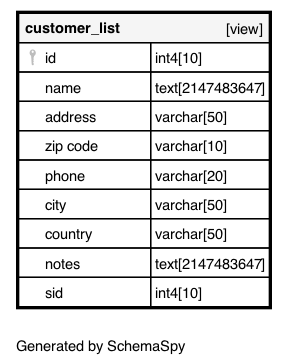 customer_list [view]
id int4[10]
name text[2147483647]
address varchar[50]
zip code varchar[10]
phone varchar[20]
city varchar[50]
country varchar[50]
notes text[2147483647]
sid int4[10]
Generated by SchemaSpy